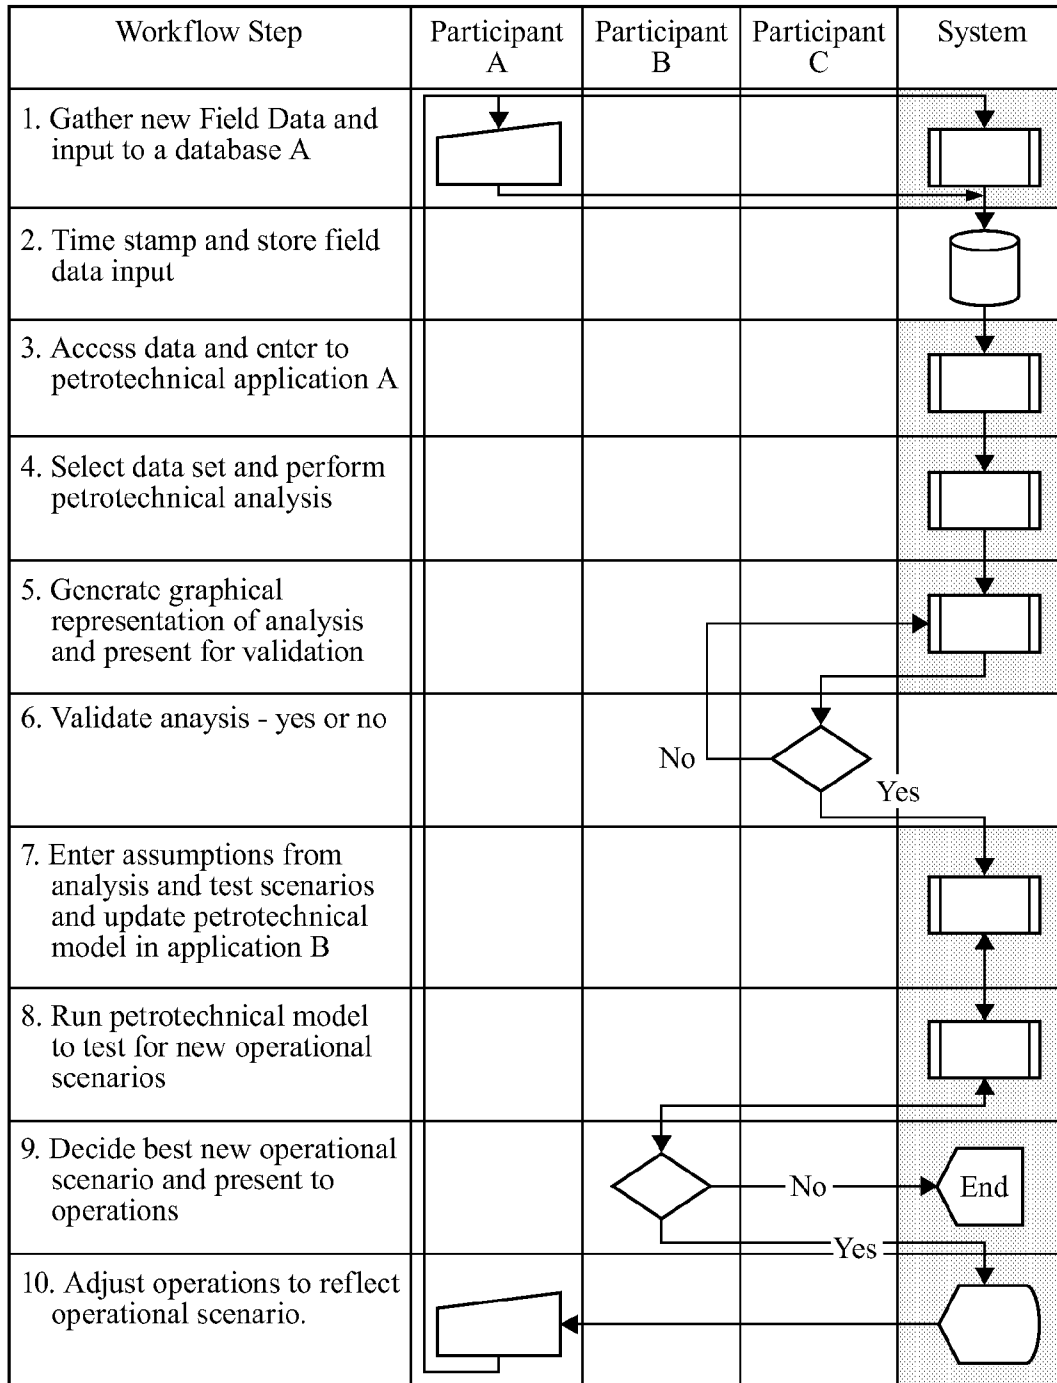 Workflow Step
Participant
A
Participant
B
Participant
C
System
1. Gather new Field Data and
input to a database A
2. Time stamp and store field
data input
3. Access data and enter to
petrotechnical application A
4. Select data set and perform
petrotechnical analysis
5. Generate graphical
representation of analysis
and present for validation
6. Validate anaysis - yes or no
No
Yes
7. Enter assumptions from
analysis and test scenarios
and update petrotechnical
model in application B
8. Run petrotechnical model
to test for new operational
scenarios
9. Decide best new operational
scenario and present to
operations
No
End
Yes
10. Adjust operations to reflect
operational scenario.